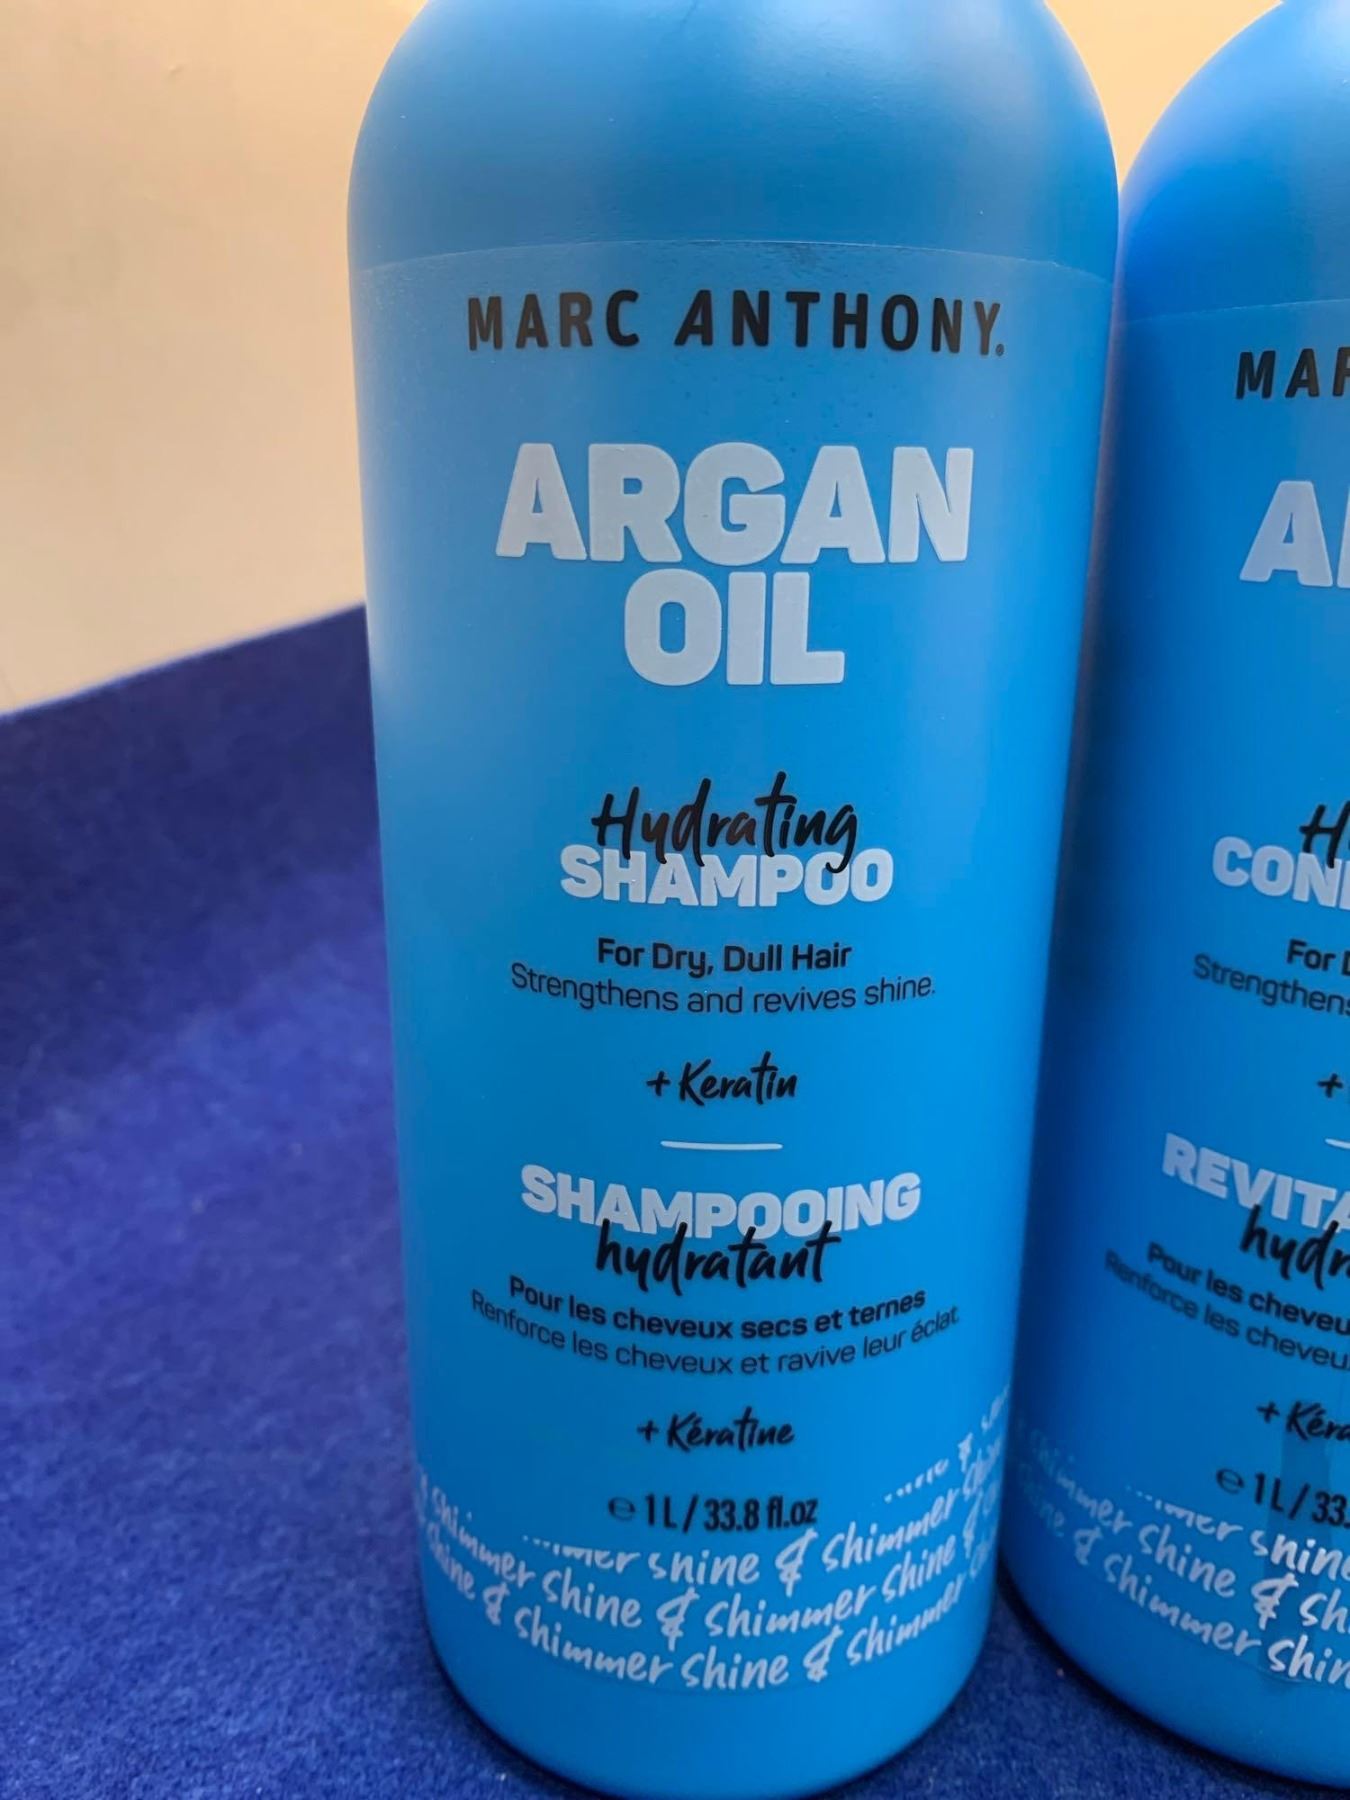 MARC ANTHONY®
ARGAN
OIL
Hydrating
SHAMPOO
For Dry, Dull Hair
Strengthens and revives shine.
+ Keratin
SHAMPOOING
hydratant
Pour les cheveux secs et ternes
Renforce les cheveux et ravive leur éclat.
+ Kératine
℮ 1 L / 33.8 fl.oz
shine & shimmer
shimmer shine & shimmer shine &
shine & shimmer shine & shimmer
MAR
A
H
CON
For D
Strengthens
+
REVITA
hydr
Pour les cheveu
Renforce les cheveu
+ Kéra
℮ 1 L / 33.
shine
shimmer shine & sh
shine & shimmer shin